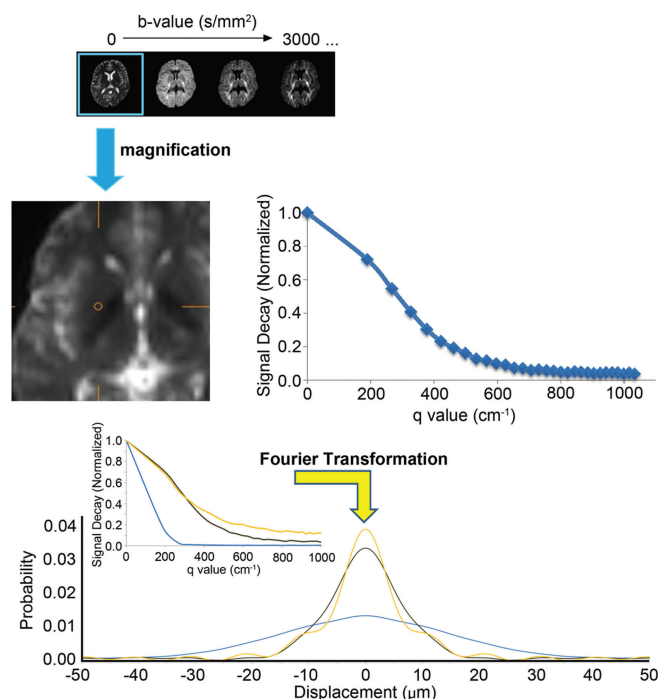 b-value (s/mm²)
0 3000 ...
magnification
Signal Decay (Normalized)
1.0
0.8
0.6
0.4
0.2
0.0
0 200 400 600 800 1000
q value (cm⁻¹)
Fourier Transformation
Signal Decay (Normalized)
1.0
0.8
0.6
0.4
0.2
0
0 200 400 600 800 1000
q value (cm⁻¹)
Probability
0.04
0.03
0.02
0.01
0.00
-50 -40 -30 -20 -10 0 10 20 30 40 50
Displacement (μm)